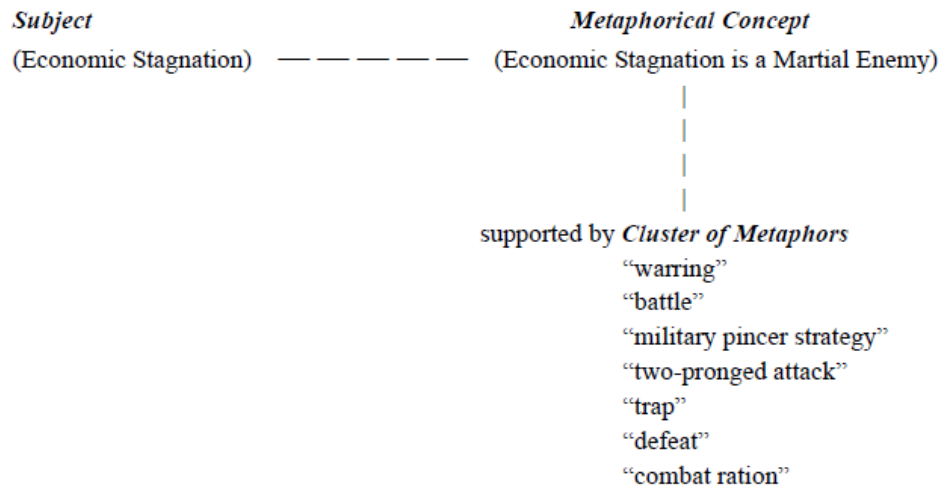 Subject Metaphorical Concept
(Economic Stagnation) — — — — — (Economic Stagnation is a Martial Enemy)
supported by Cluster of Metaphors
“warring”
“battle”
“military pincer strategy”
“two-pronged attack”
“trap”
“defeat”
“combat ration”